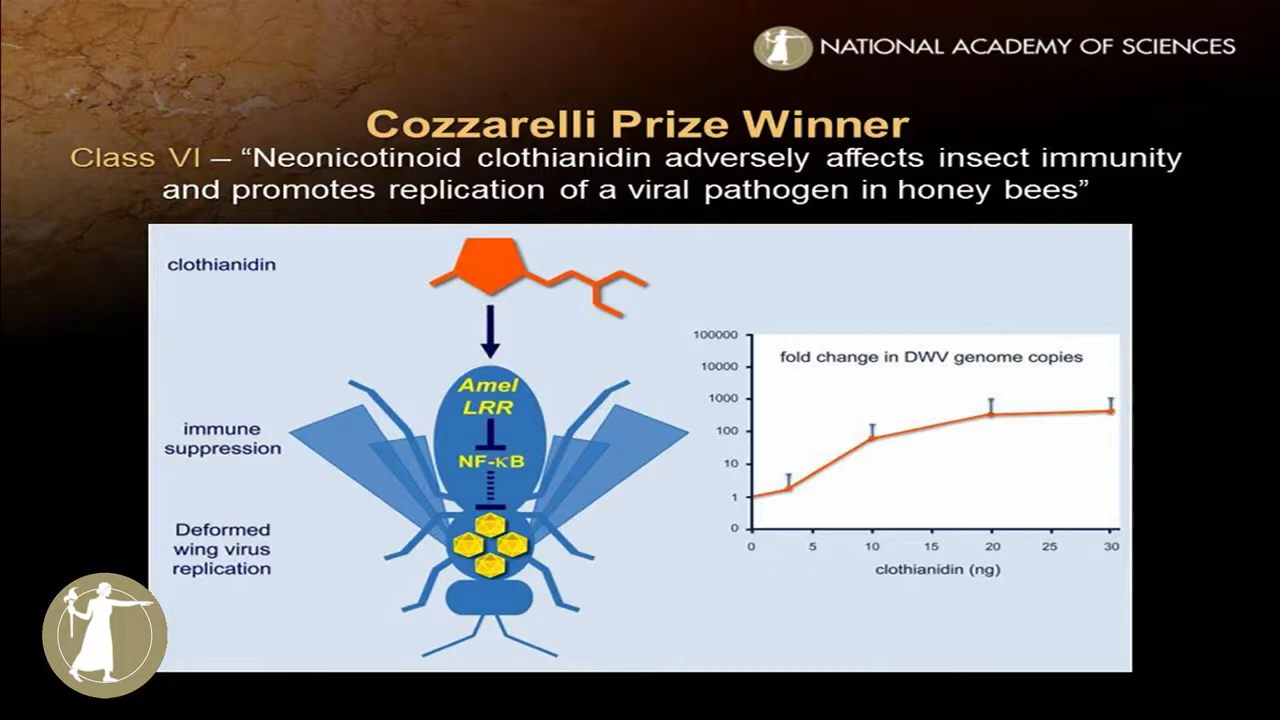 NATIONAL ACADEMY OF SCIENCES
Cozzarelli Prize Winner
Class VI – “Neonicotinoid clothianidin adversely affects insect immunity
and promotes replication of a viral pathogen in honey bees”
clothianidin
Amel
LRR
immune
suppression
NF-κB
Deformed
wing virus
replication
fold change in DWV genome copies
100000
10000
1000
100
10
1
0
0 5 10 15 20 25 30
clothianidin (ng)